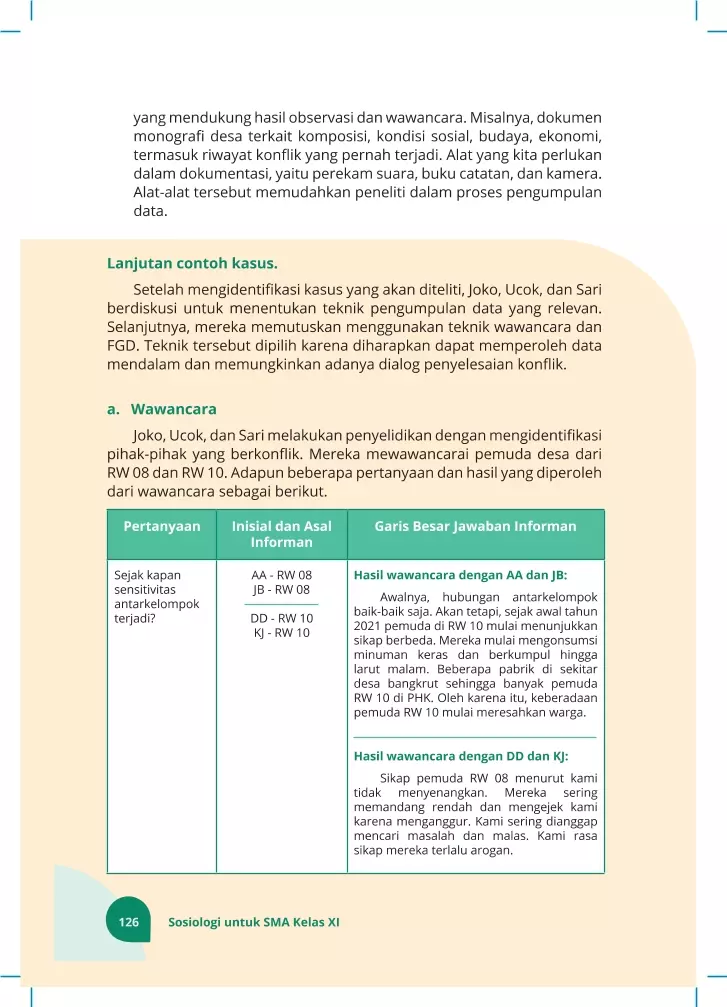 yang mendukung hasil observasi dan wawancara. Misalnya, dokumen
monografi desa terkait komposisi, kondisi sosial, budaya, ekonomi,
termasuk riwayat konflik yang pernah terjadi. Alat yang kita perlukan
dalam dokumentasi, yaitu perekam suara, buku catatan, dan kamera.
Alat-alat tersebut memudahkan peneliti dalam proses pengumpulan
data.
Lanjutan contoh kasus.
Setelah mengidentifikasi kasus yang akan diteliti, Joko, Ucok, dan Sari
berdiskusi untuk menentukan teknik pengumpulan data yang relevan.
Selanjutnya, mereka memutuskan menggunakan teknik wawancara dan
FGD. Teknik tersebut dipilih karena diharapkan dapat memperoleh data
mendalam dan memungkinkan adanya dialog penyelesaian konflik.
a. Wawancara
Joko, Ucok, dan Sari melakukan penyelidikan dengan mengidentifikasi
pihak-pihak yang berkonflik. Mereka mewawancarai pemuda desa dari
RW 08 dan RW 10. Adapun beberapa pertanyaan dan hasil yang diperoleh
dari wawancara sebagai berikut.
Pertanyaan
Inisial dan Asal
Informan
Garis Besar Jawaban Informan
Sejak kapan
sensitivitas
antarkelompok
terjadi?
AA - RW 08
JB - RW 08
DD - RW 10
KJ - RW 10
Hasil wawancara dengan AA dan JB:
Awalnya, hubungan antarkelompok
baik-baik saja. Akan tetapi, sejak awal tahun
2021 pemuda di RW 10 mulai menunjukkan
sikap berbeda. Mereka mulai mengonsumsi
minuman keras dan berkumpul hingga
larut malam. Beberapa pabrik di sekitar
desa bangkrut sehingga banyak pemuda
RW 10 di PHK. Oleh karena itu, keberadaan
pemuda RW 10 mulai meresahkan warga.
Hasil wawancara dengan DD dan KJ:
Sikap pemuda RW 08 menurut kami
tidak menyenangkan. Mereka sering
memandang rendah dan mengejek kami
karena menganggur. Kami sering dianggap
mencari masalah dan malas. Kami rasa
sikap mereka terlalu arogan.
126
Sosiologi untuk SMA Kelas XI